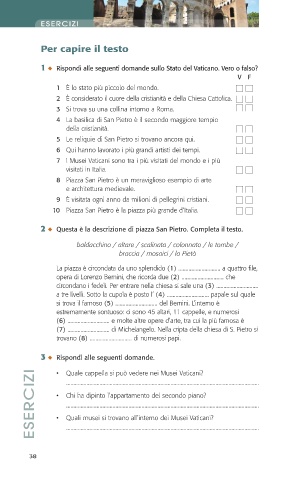 ESERCIZI
Per capire il testo
1 ◆ Rispondi alle seguenti domande sullo Stato del Vaticano. Vero o falso?
V F
1 È lo stato più piccolo del mondo.
2 È considerato il cuore della cristianità e della Chiesa Cattolica.
3 Si trova su una collina intorno a Roma.
4 La basilica di San Pietro è il secondo maggiore tempio
della cristianità.
5 Le reliquie di San Pietro si trovano ancora qui.
6 Qui hanno lavorato i più grandi artisti dei tempi.
7 I Musei Vaticani sono tra i più visitati del mondo e i più
visitati in Italia.
8 Piazza San Pietro è un meraviglioso esempio di arte
e architettura medievale.
9 È visitata ogni anno da milioni di pellegrini cristiani.
10 Piazza San Pietro è la piazza più grande d'Italia.
2 ◆ Questa è la descrizione di piazza San Pietro. Completa il testo.
baldacchino / altare / scalinata / colonnato / le tombe /
braccia / mosaici / la Pietà
La piazza è circondata da uno splendido (1) ........................ a quattro file,
opera di Lorenzo Bernini, che ricorda due (2) ........................ che
circondano i fedeli. Per entrare nella chiesa si sale una (3) ........................
a tre livelli. Sotto la cupola è posto l' (4) ........................ papale sul quale
si trova il famoso (5) ........................ del Bernini. L'interno è
estremamente sontuoso: ci sono 45 altari, 11 cappelle, e numerosi
(6) ........................ e molte altre opere d'arte, tra cui la più famosa è
(7) ........................ di Michelangelo. Nella cripta della chiesa di S. Pietro si
trovano (8) ........................ di numerosi papi.
3 ◆ Rispondi alle seguenti domande.
• Quale cappella si può vedere nei Musei Vaticani?
• Chi ha dipinto l'appartamento del secondo piano?
• Quali musei si trovano all'interno dei Musei Vaticani?
ESERCIZI
38